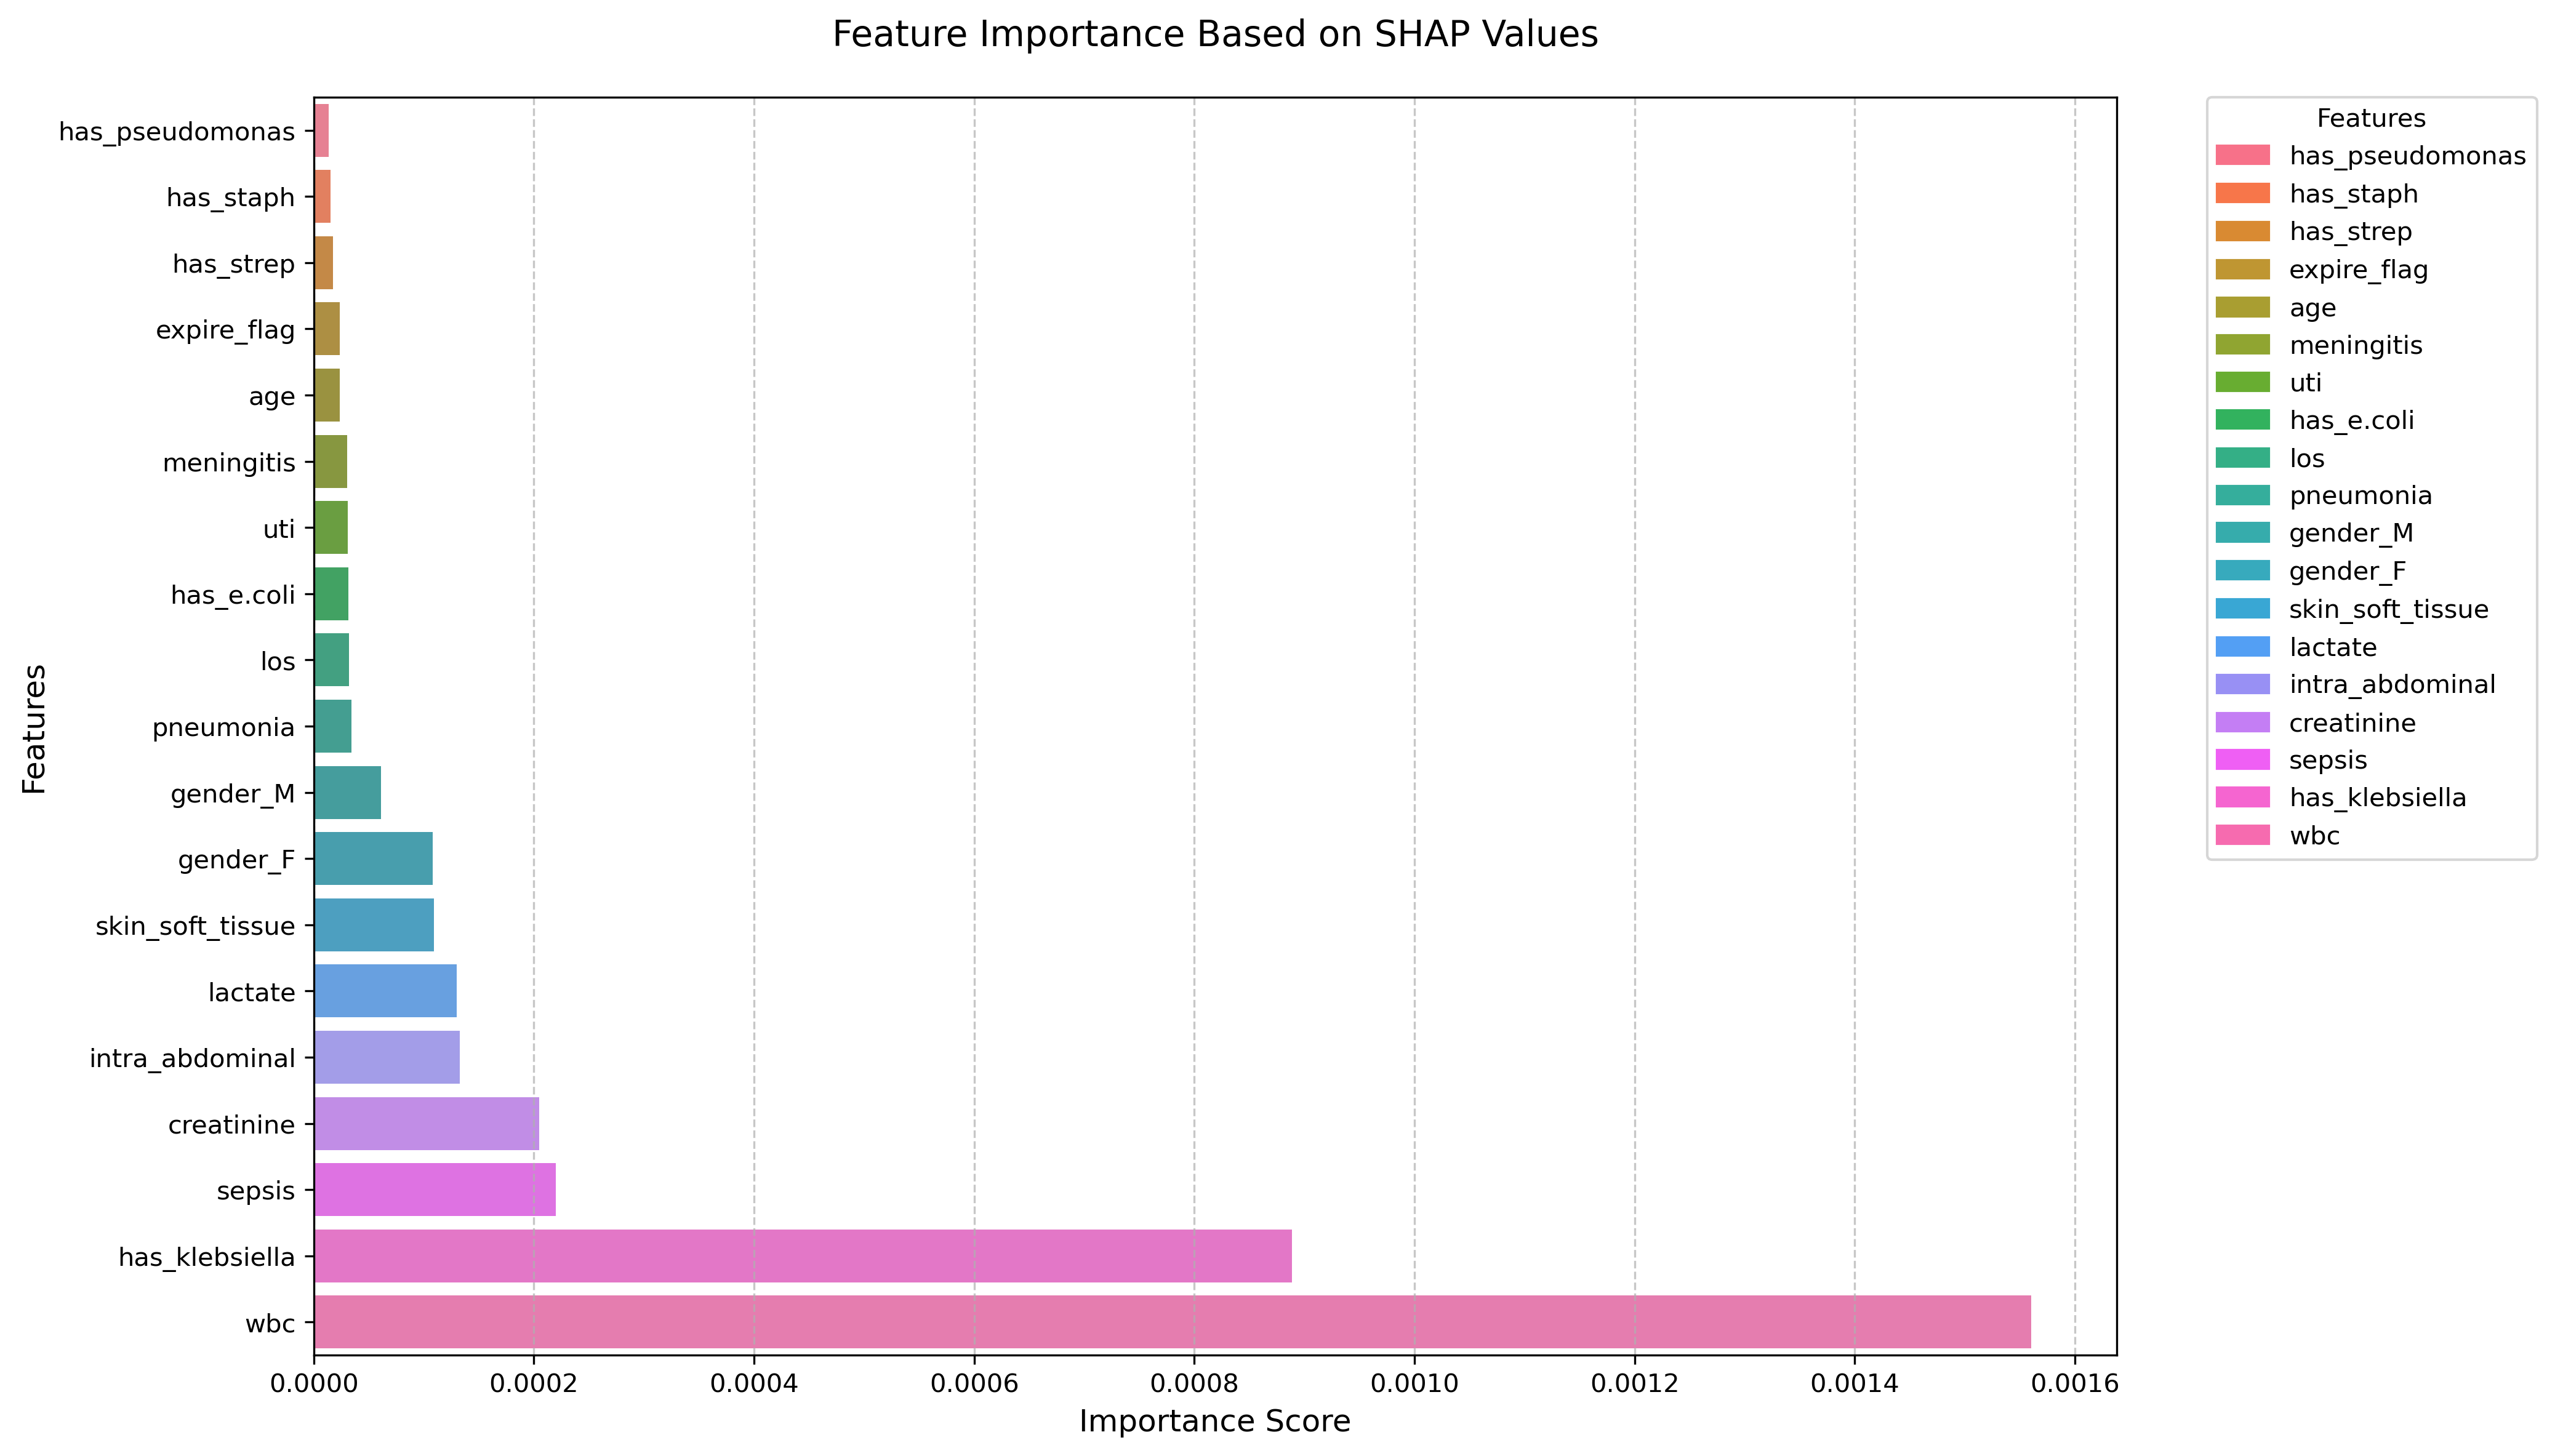 Feature Importance Based on SHAP Values
Features
has_pseudomonas
has_staph
has_strep
expire_flag
age
meningitis
uti
has_e.coli
los
pneumonia
gender_M
gender_F
skin_soft_tissue
lactate
intra_abdominal
creatinine
sepsis
has_klebsiella
wbc
0.0000 0.0002 0.0004 0.0006 0.0008 0.0010 0.0012 0.0014 0.0016
Importance Score
Features
has_pseudomonas
has_staph
has_strep
expire_flag
age
meningitis
uti
has_e.coli
los
pneumonia
gender_M
gender_F
skin_soft_tissue
lactate
intra_abdominal
creatinine
sepsis
has_klebsiella
wbc